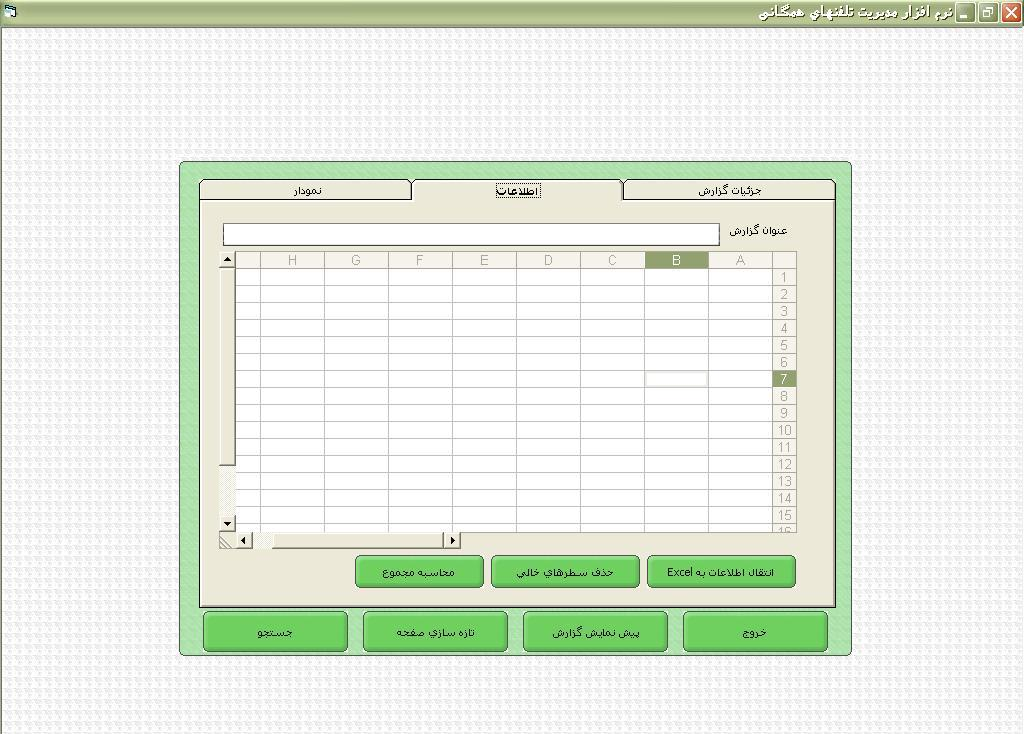 نرم افزار مديريت تلفنهاي همگاني
جزئيات گزارش
اطلاعات
نمودار
عنوان گزارش
A B C D E F G H
1
2
3
4
5
6
7
8
9
10
11
12
13
14
15
16
انتقال اطلاعات به Excel
حذف سطرهاي خالي
محاسبه مجموع
خروج
پيش نمايش گزارش
تازه سازي صفحه
جستجو